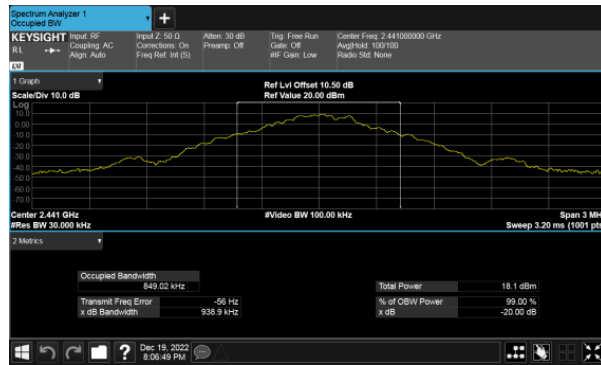 Spectrum Analyzer 1
Occupied BW
KEYSIGHT Input: RF Input Z: 50 Ω Atten: 30 dB Trig: Free Run Center Freq: 2.441000000 GHz
RL Coupling: AC Corrections: On Preamp: Off Gate: Off Avg|Hold: 100/100
Align: Auto Freq Ref: Int (S) #IF Gain: Low Radio Std: None
LXI
1 Graph
Ref Lvl Offset 10.50 dB
Scale/Div 10.0 dB Ref Value 20.00 dBm
Log
10.0
0.00
-10.0
-20.0
-30.0
-40.0
-50.0
-60.0
-70.0
Center 2.441 GHz #Video BW 100.00 kHz Span 3 MH
#Res BW 30.000 kHz Sweep 3.20 ms (1001 pts
2 Metrics
Occupied Bandwidth
849.02 kHz Total Power 18.1 dBm
Transmit Freq Error -56 Hz % of OBW Power 99.00 %
x dB Bandwidth 938.9 kHz x dB -20.00 dB
Dec 19, 2022
8:06:49 PM